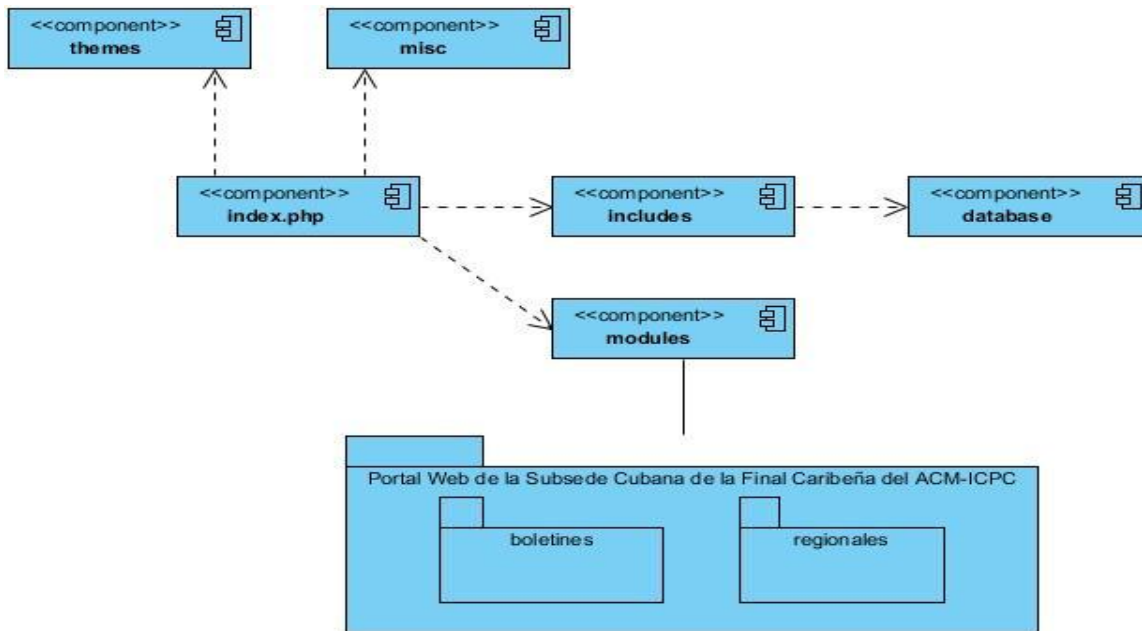 <<component>>
themes
<<component>>
misc
<<component>>
index.php
<<component>>
includes
<<component>>
database
<<component>>
modules
Portal Web de la Subsede Cubana de la Final Caribeña del ACM-ICPC
boletines
regionales